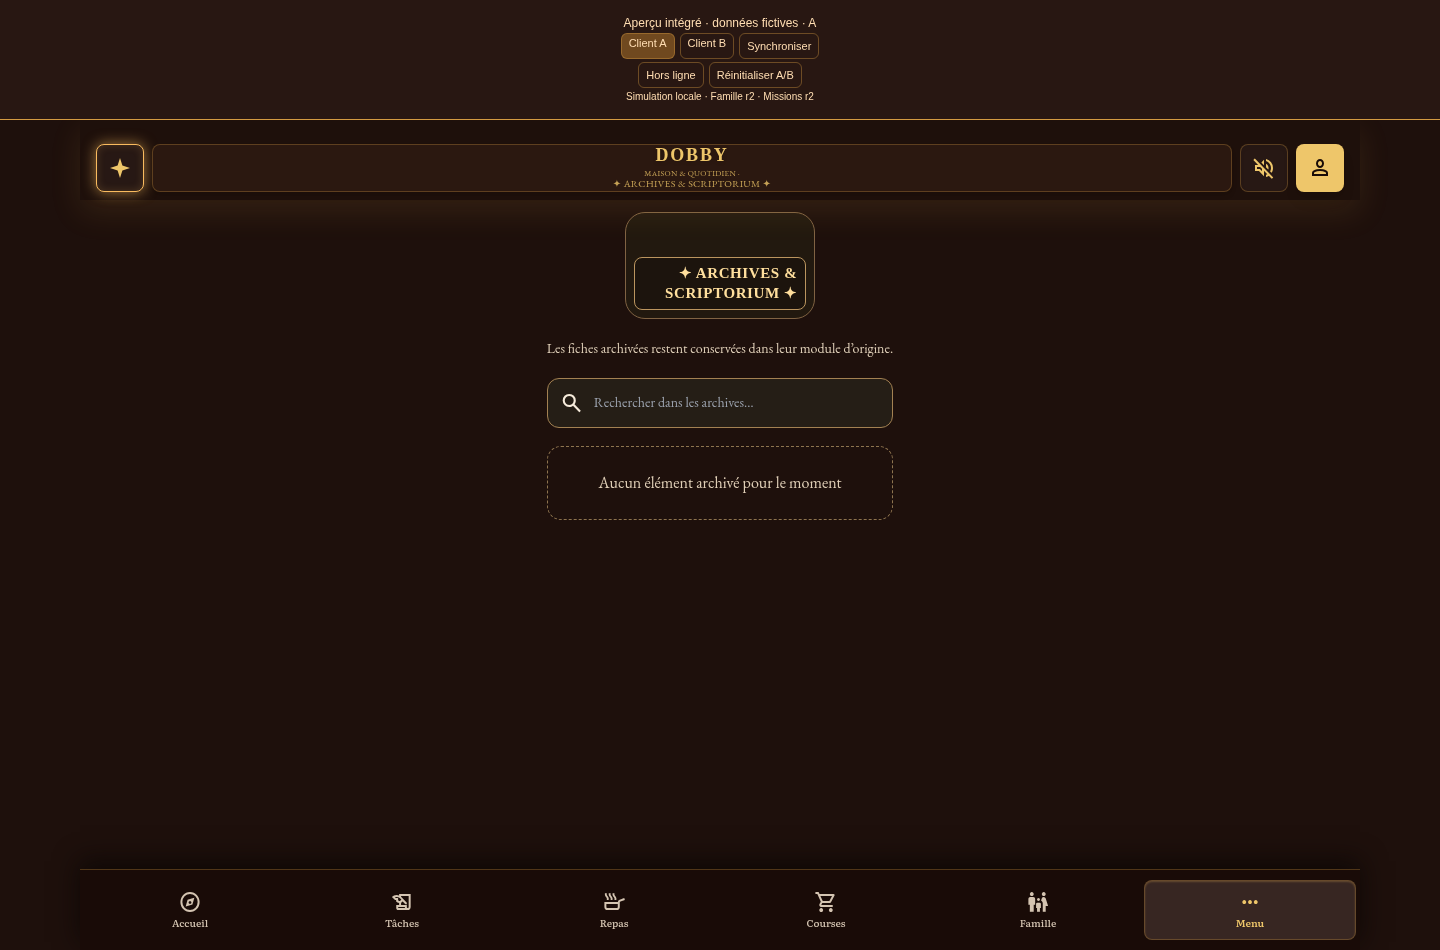 Aperçu intégré · données fictives · A
Client A
Client B
Synchroniser
Hors ligne
Réinitialiser A/B
Simulation locale · Famille r2 · Missions r2
DOBBY
MAISON & QUOTIDIEN ·
✦ ARCHIVES & SCRIPTORIUM ✦
✦ ARCHIVES &
SCRIPTORIUM ✦
Les fiches archivées restent conservées dans leur module d’origine.
Rechercher dans les archives...
Aucun élément archivé pour le moment
Accueil
Tâches
Repas
Courses
Famille
Menu